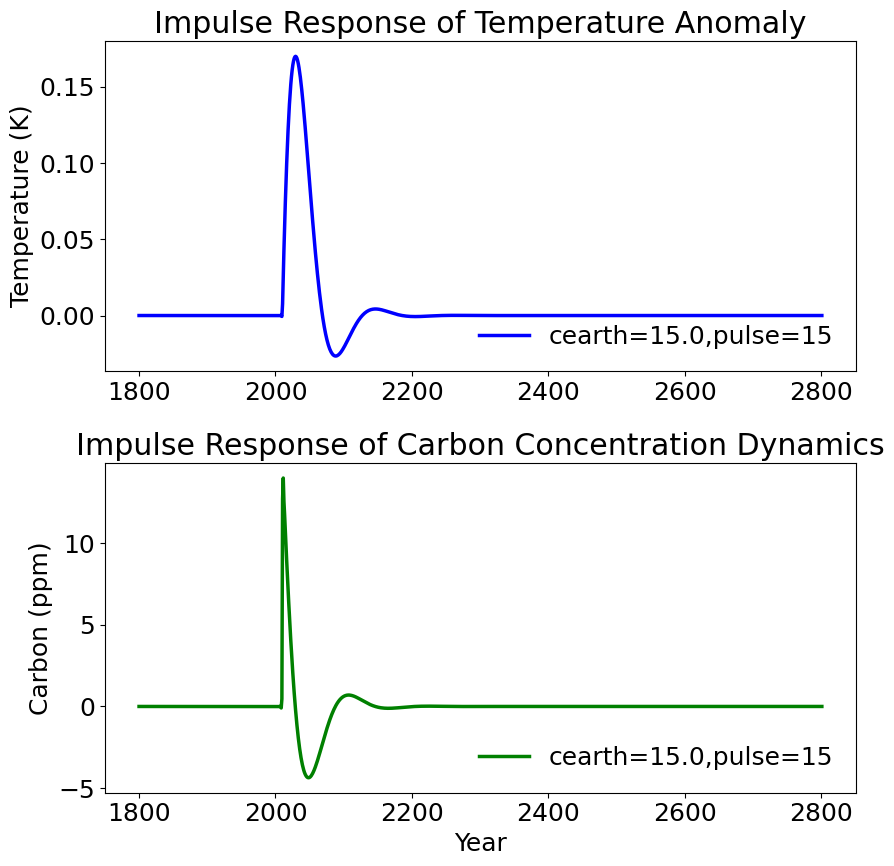 Impulse Response of Temperature Anomaly
Temperature (K)
0.15
0.10
0.05
0.00
cearth=15.0,pulse=15
1800 2000 2200 2400 2600 2800
Impulse Response of Carbon Concentration Dynamics
Carbon (ppm)
10
5
0
−5
cearth=15.0,pulse=15
1800 2000 2200 2400 2600 2800
Year